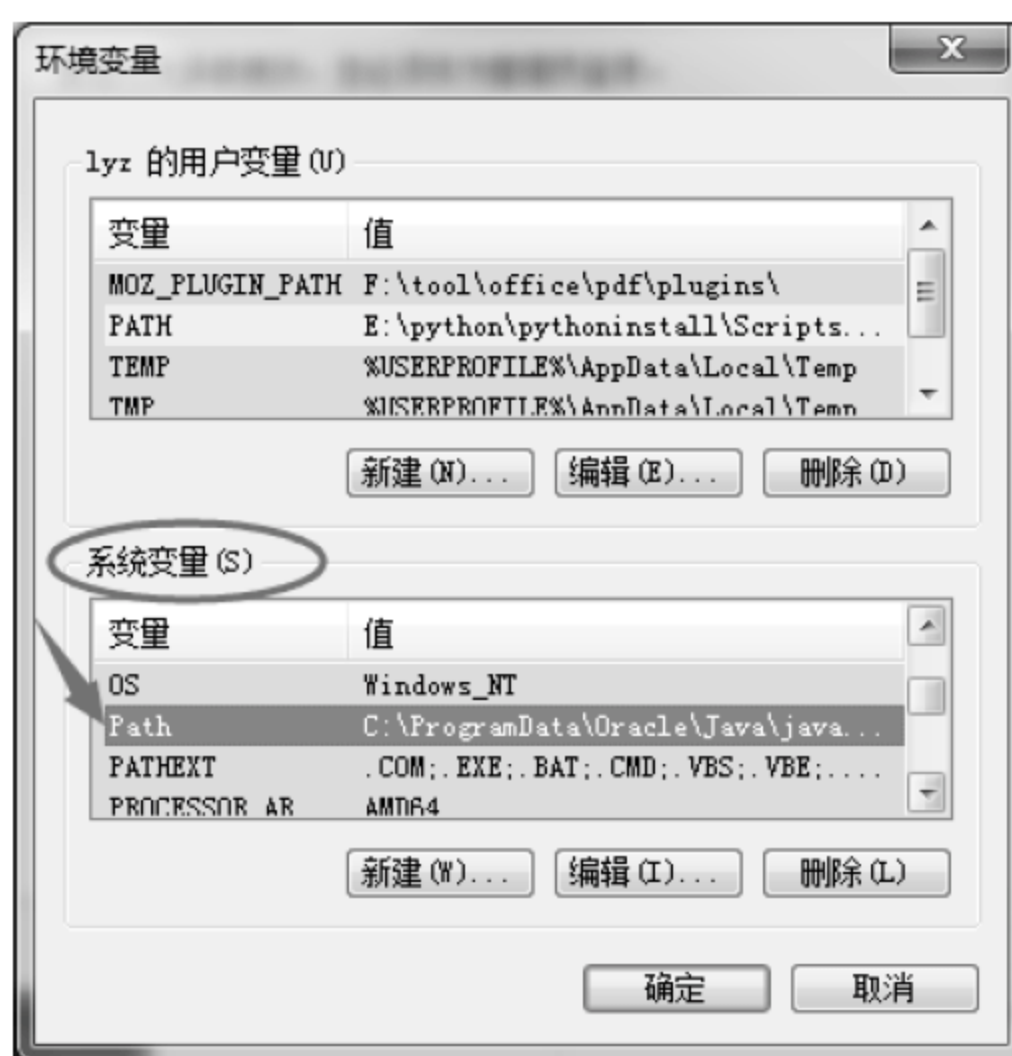 环境变量
X
lyz 的用户变量(U)
变量 值
MOZ_PLUGIN_PATH F:\tool\office\pdf\plugins\
PATH E:\python\pythoninstall\Scripts...
TEMP %USERPROFILE%\AppData\Local\Temp
TMP %USERPROFILE%\AppData\Local\Temp
新建(N)... 编辑(E)... 删除(D)
系统变量(S)
变量 值
OS Windows_NT
Path C:\ProgramData\Oracle\Java\java...
PATHEXT .COM;.EXE;.BAT;.CMD;.VBS;.VBE;....
PROCESSOR_AR AMD64
新建(W)... 编辑(I)... 删除(L)
确定 取消